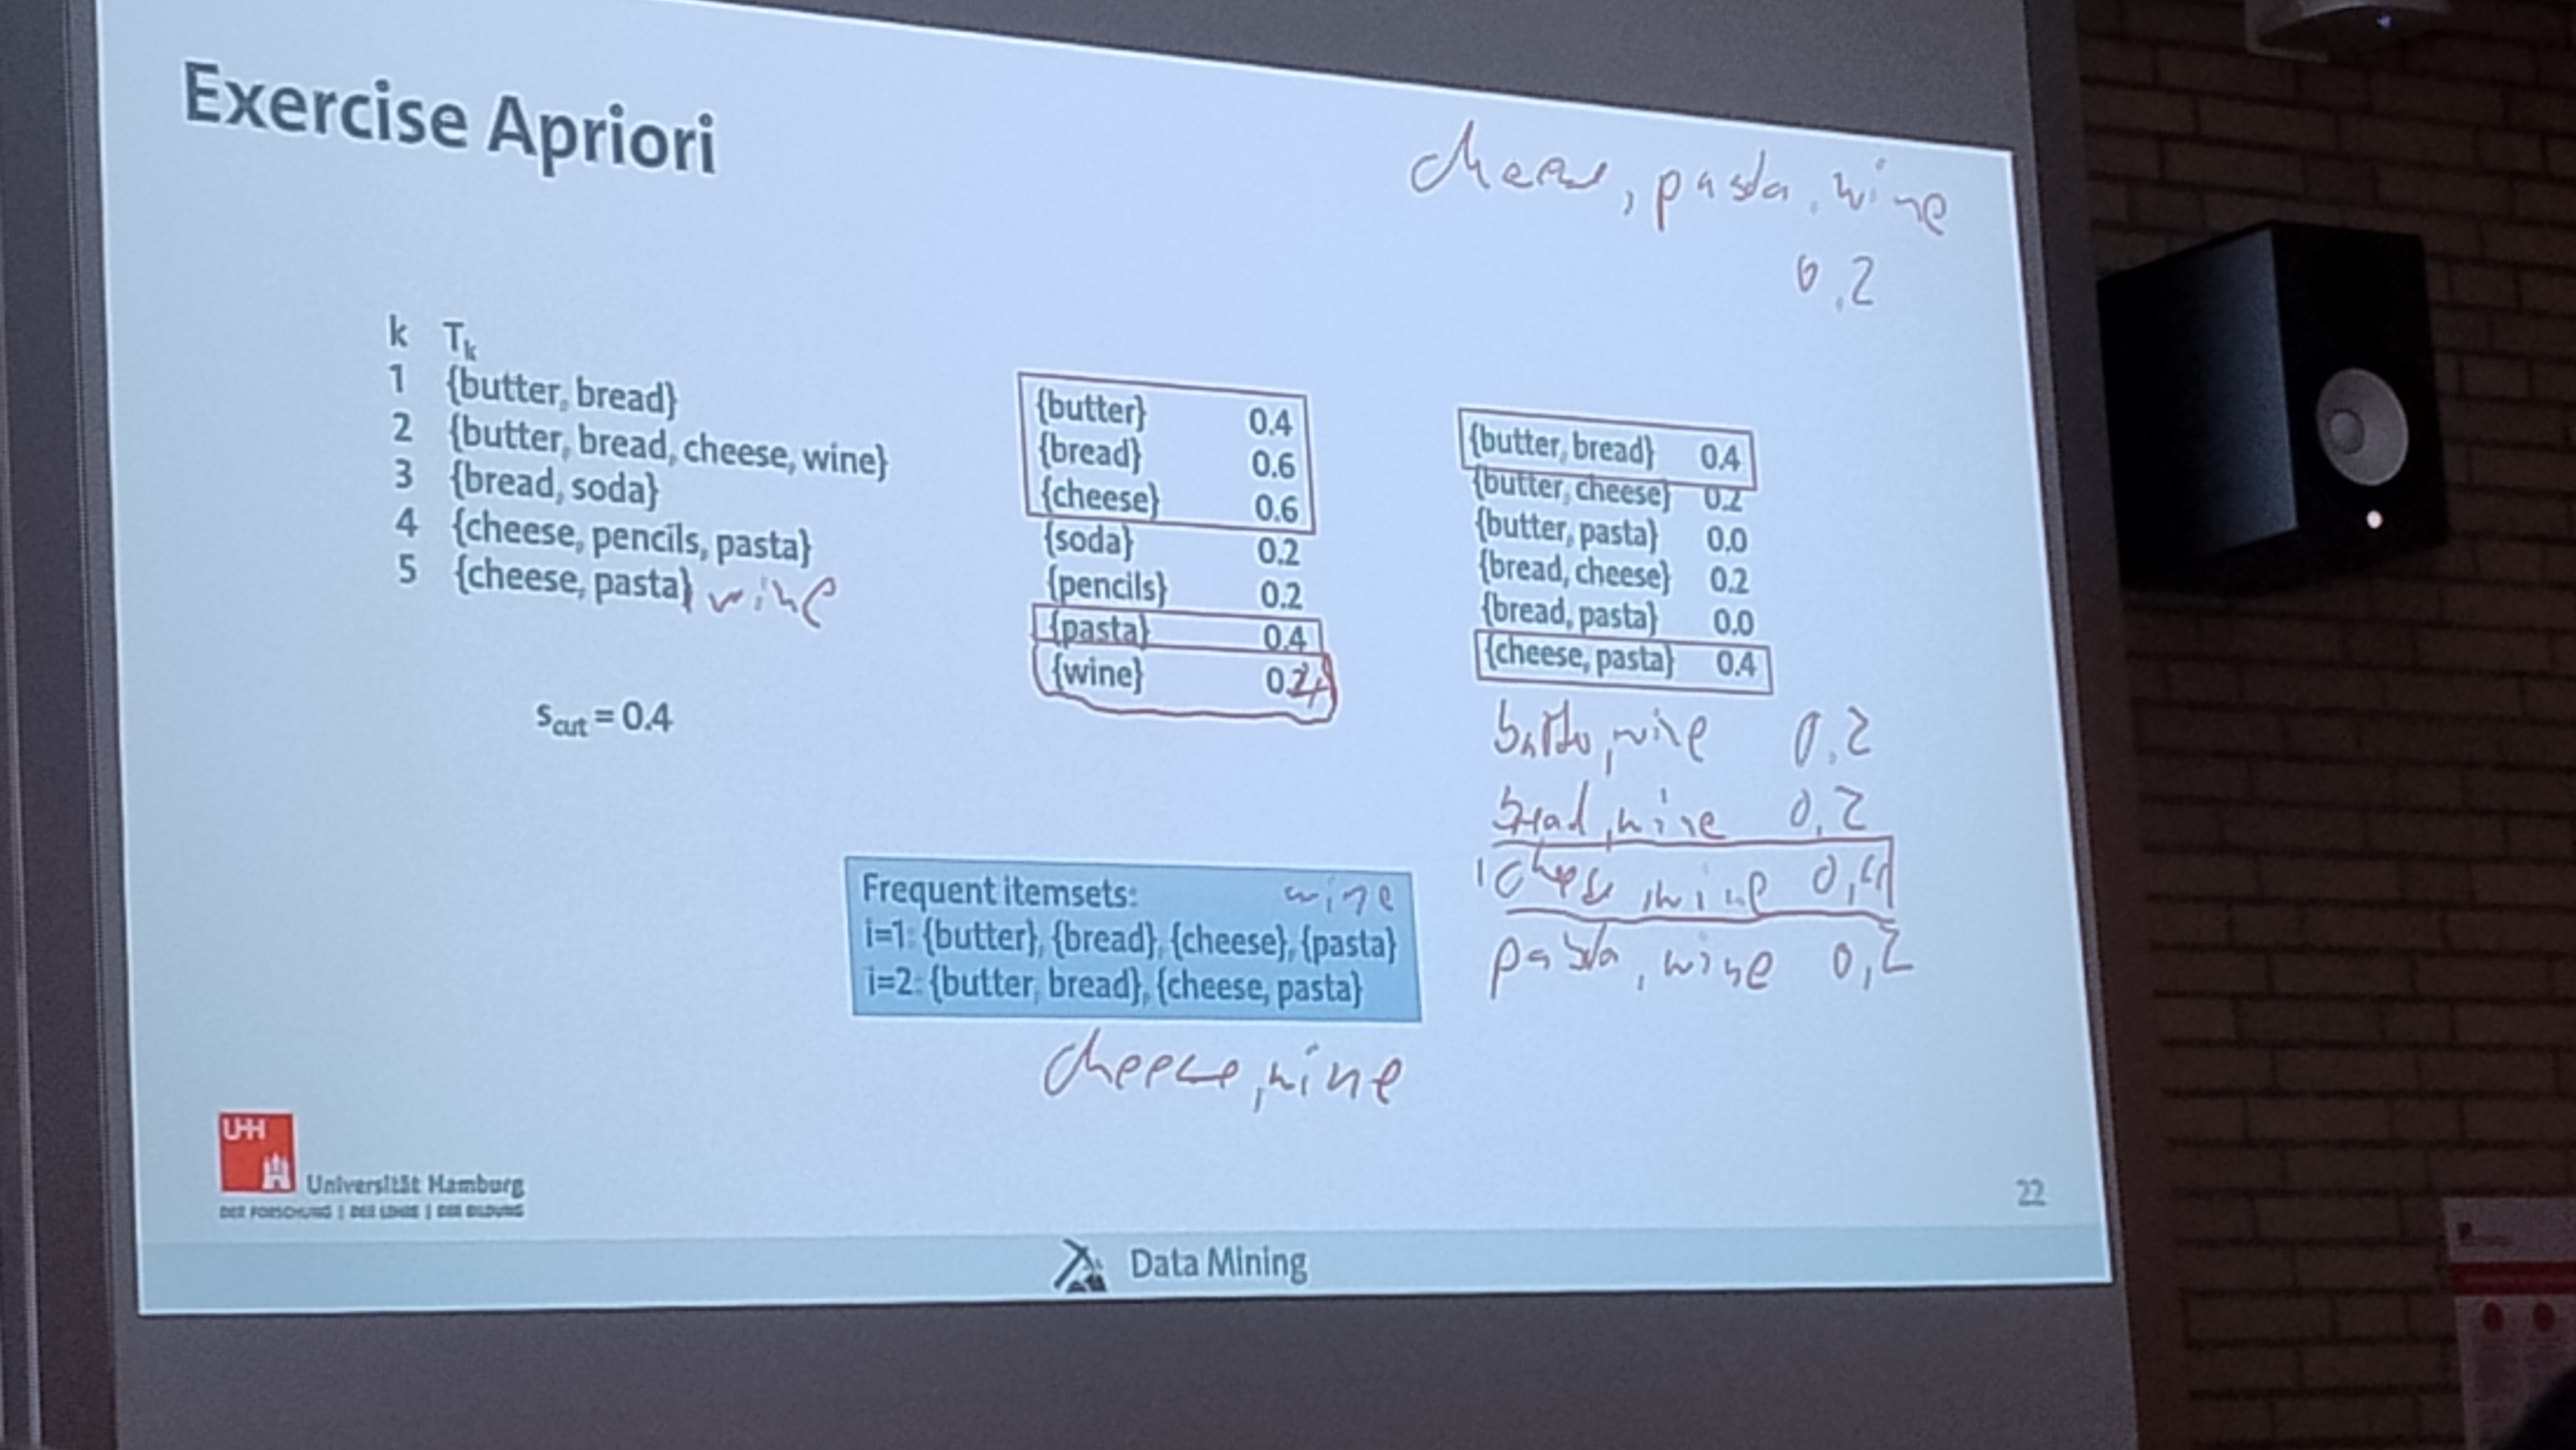 Exercise Apriori
cheese, pasta, wine
0,2
k Tk
1 {butter, bread}
2 {butter, bread, cheese, wine}
3 {bread, soda}
4 {cheese, pencils, pasta}
5 {cheese, pasta} wine
scut = 0.4
{butter} 0.4
{bread} 0.6
{cheese} 0.6
{soda} 0.2
{pencils} 0.2
{pasta} 0.4
{wine} 0.4
{butter, bread} 0.4
{butter, cheese} 0.2
{butter, pasta} 0.0
{bread, cheese} 0.2
{bread, pasta} 0.0
{cheese, pasta} 0.4
butter, wine 0,2
bread, wine 0,2
cheese, wine 0,4
pasta, wine 0,2
Frequent itemsets: wine
i=1: {butter}, {bread}, {cheese}, {pasta}
i=2: {butter, bread}, {cheese, pasta}
cheese, wine
UHH
Universität Hamburg
DER FORSCHUNG | DER LEHRE | DER BILDUNG
22
Data Mining